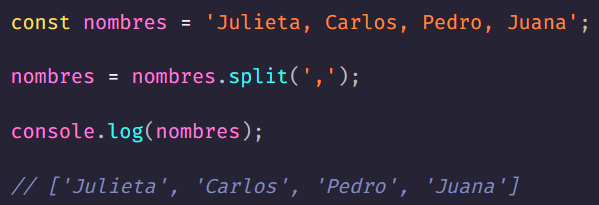 const nombres = 'Julieta, Carlos, Pedro, Juana';
nombres = nombres.split(',');
console.log(nombres);
// ['Julieta', 'Carlos', 'Pedro', 'Juana']